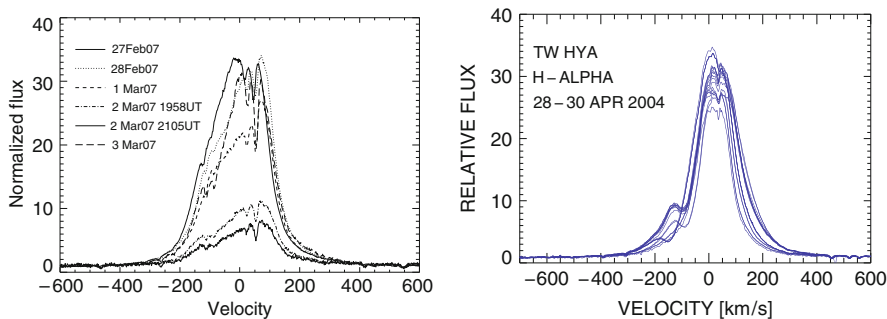 40
30
20
10
0
−600
−400
−200
0
200
400
600
Normalized flux
Velocity
27Feb07
28Feb07
1 Mar07
2 Mar07 1958UT
2 Mar07 2105UT
3 Mar07
40
30
20
10
0
−600
−400
−200
0
200
400
600
RELATIVE FLUX
VELOCITY [km/s]
TW HYA
H−ALPHA
28−30 APR 2004